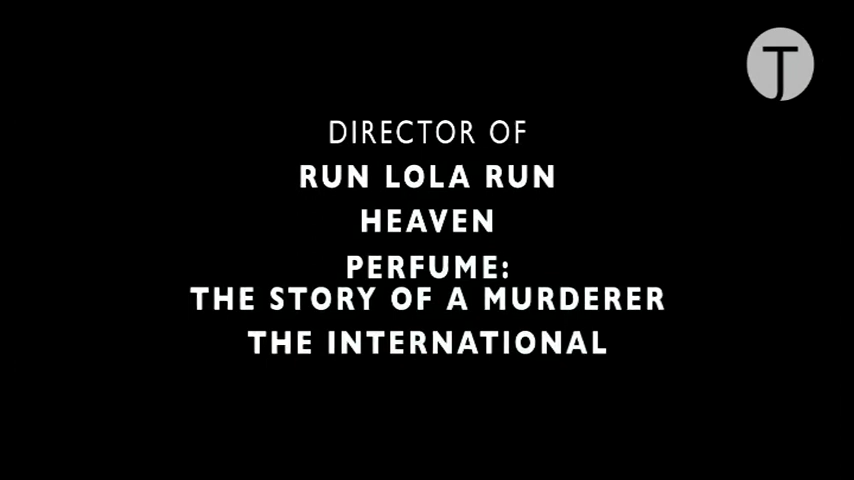 T
DIRECTOR OF
RUN LOLA RUN
HEAVEN
PERFUME:
THE STORY OF A MURDERER
THE INTERNATIONAL